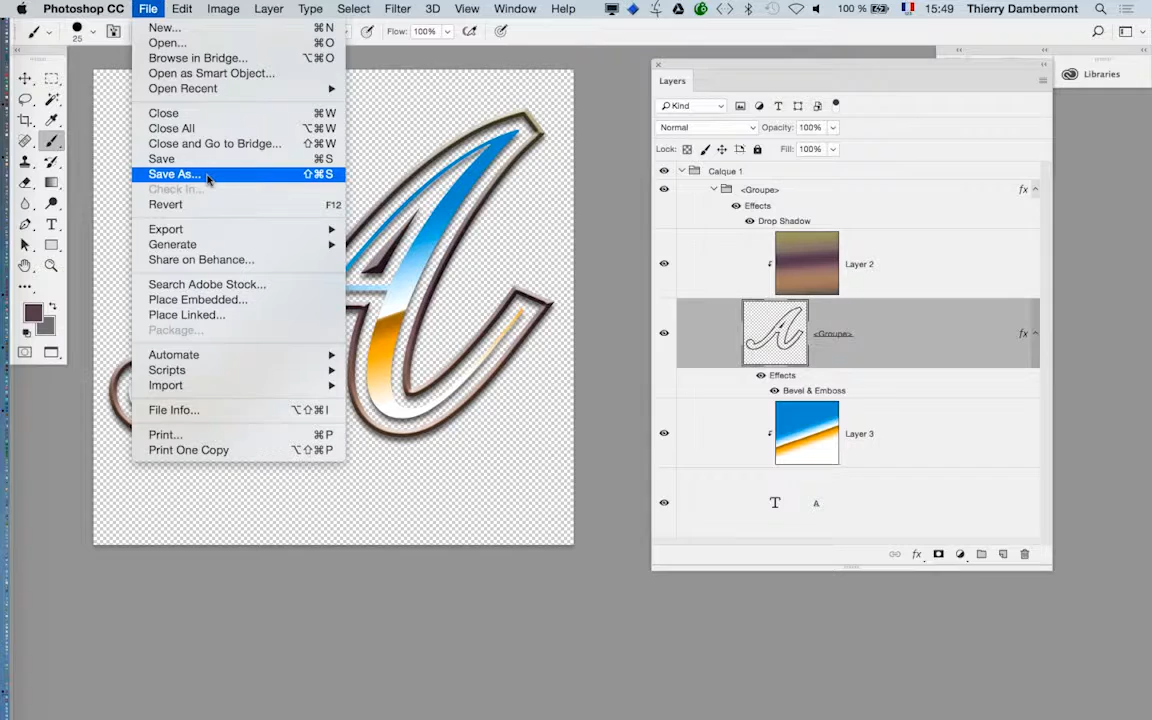 Photoshop CC File Edit Image Layer Type Select Filter 3D View Window Help 100 % 15:49 Thierry Dambermont
25 Flow: 100%
New... ⌘N
Open... ⌘O
Browse in Bridge... ⌥⌘O
Open as Smart Object...
Open Recent
Close ⌘W
Close All ⌥⌘W
Close and Go to Bridge... ⇧⌘W
Save ⌘S
Save As... ⇧⌘S
Check In...
Revert F12
Export
Generate
Share on Behance...
Search Adobe Stock...
Place Embedded...
Place Linked...
Package...
Automate
Scripts
Import
File Info... ⌥⇧⌘I
Print... ⌘P
Print One Copy ⌥⇧⌘P
A
Layers
Kind
Normal Opacity: 100%
Lock: Fill: 100%
Calque 1
<Groupe> fx
Effects
Drop Shadow
Layer 2
A <Groupe> fx
Effects
Bevel & Emboss
Layer 3
T A
fx
Libraries